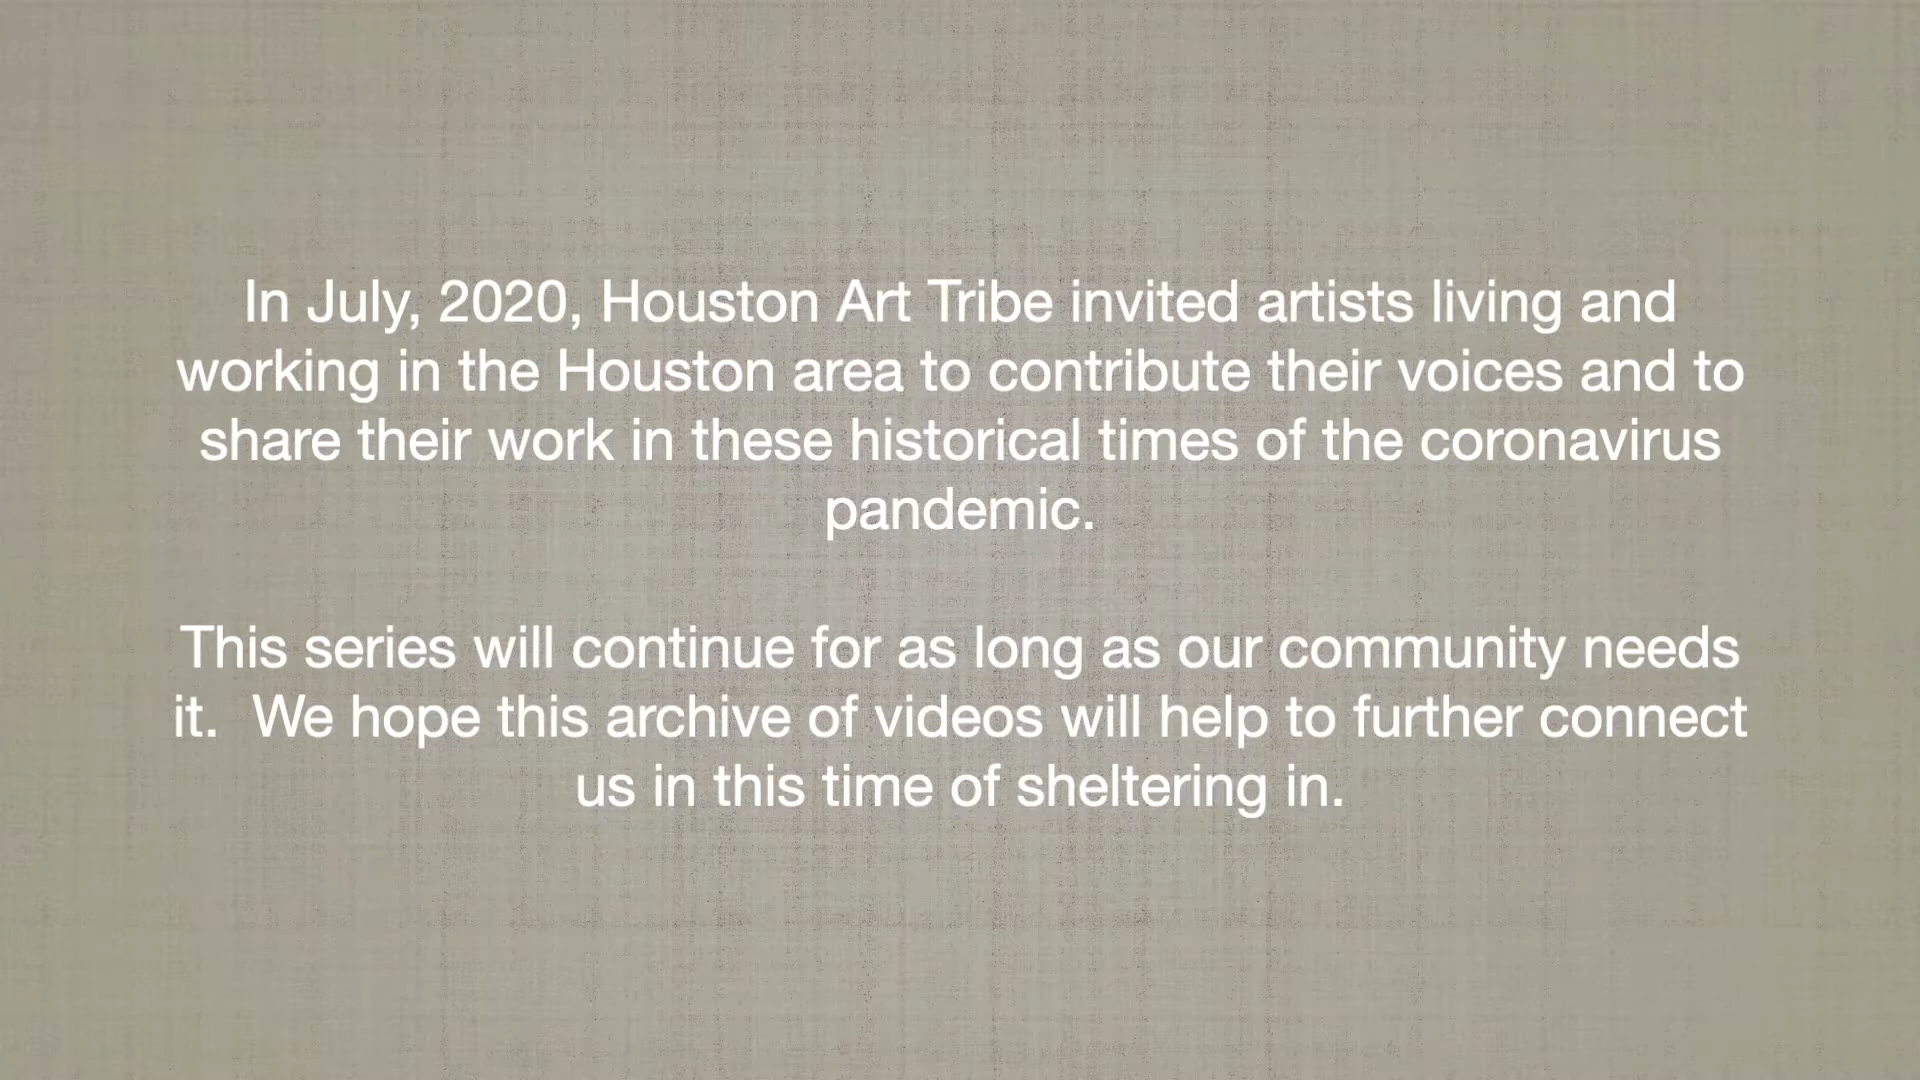 In July, 2020, Houston Art Tribe invited artists living and
working in the Houston area to contribute their voices and to
share their work in these historical times of the coronavirus
pandemic.
This series will continue for as long as our community needs
it.  We hope this archive of videos will help to further connect
us in this time of sheltering in.